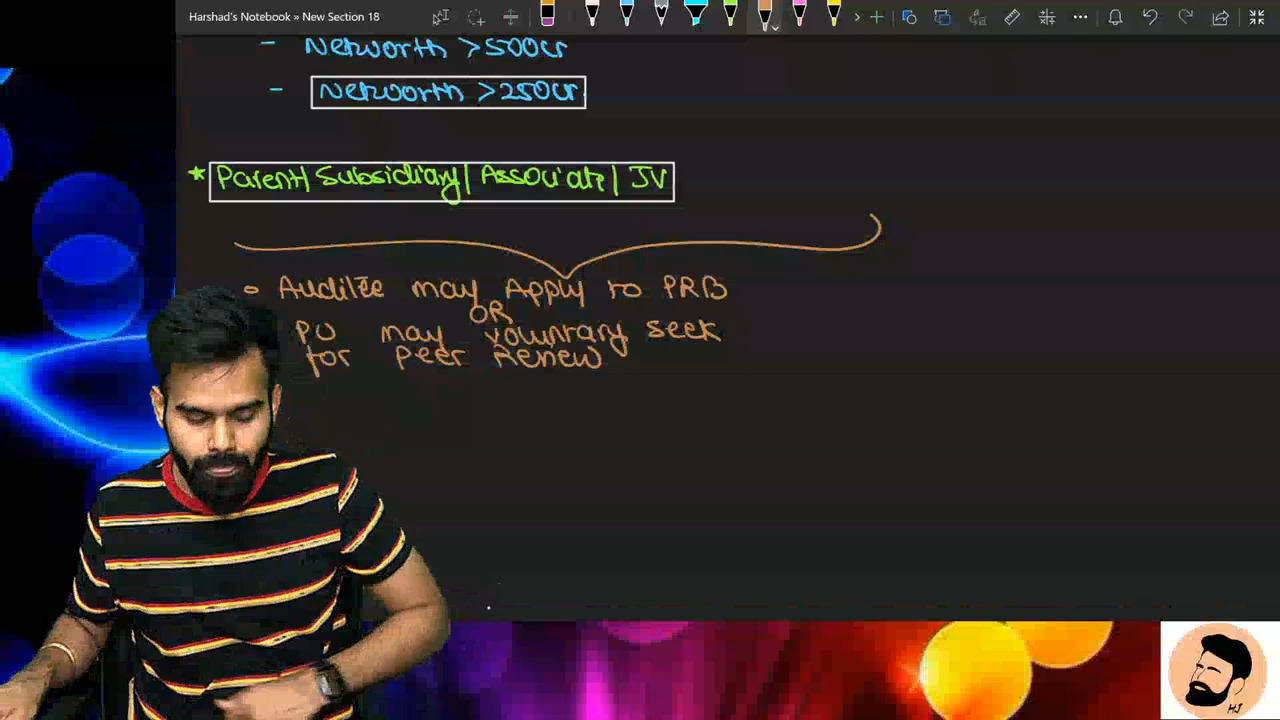 Harshad's Notebook » New Section 18
- Networth >500cr
- Networth >250cr
* Parent/ Subsidiary/ Associate/ JV
Auditee may Apply to PRB
OR
PU may voluntary seek
for Peer Review
HJ